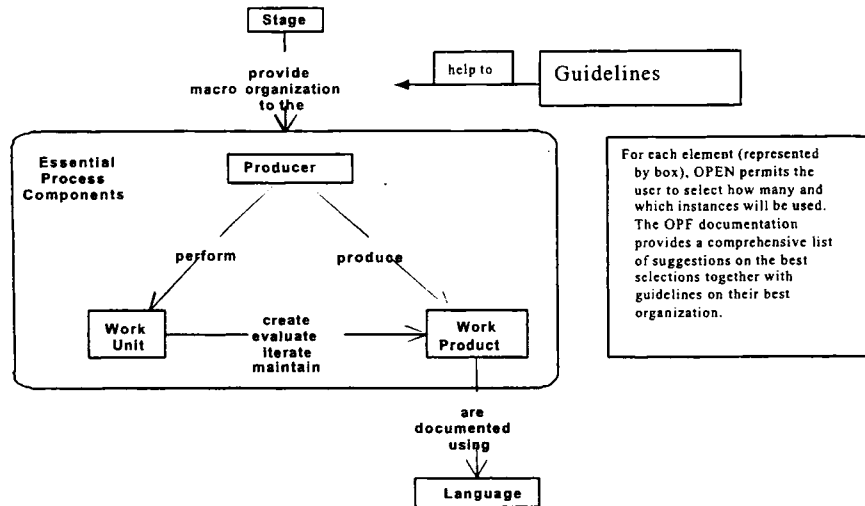 Stage
provide
macro organization
to the
help to
Guidelines
Essential
Process
Components
Producer
perform
produce
Work
Unit
create
evaluate
iterate
maintain
Work
Product
are
documented
using
Language
For each element (represented
by box), OPEN permits the
user to select how many and
which instances will be used.
The OPF documentation
provides a comprehensive list
of suggestions on the best
selections together with
guidelines on their best
organization.